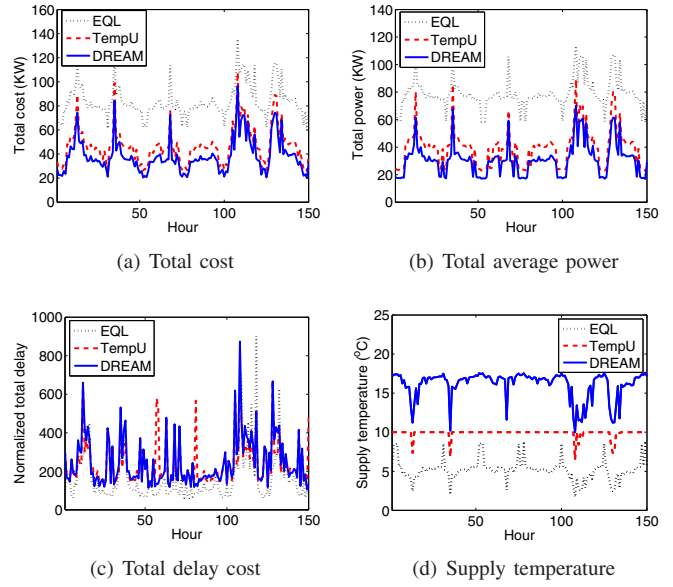 160
140
120
100
80
60
40
20
0
Total cost (KW)
EQL
TempU
DREAM
50
100
150
Hour
(a) Total cost
140
120
100
80
60
40
20
0
Total power (KW)
EQL
TempU
DREAM
50
100
150
Hour
(b) Total average power
1000
800
600
400
200
0
Normalized total delay
EQL
TempU
DREAM
50
100
150
Hour
(c) Total delay cost
25
20
15
10
5
0
Supply temperature (°C)
EQL
TempU
DREAM
50
100
150
Hour
(d) Supply temperature